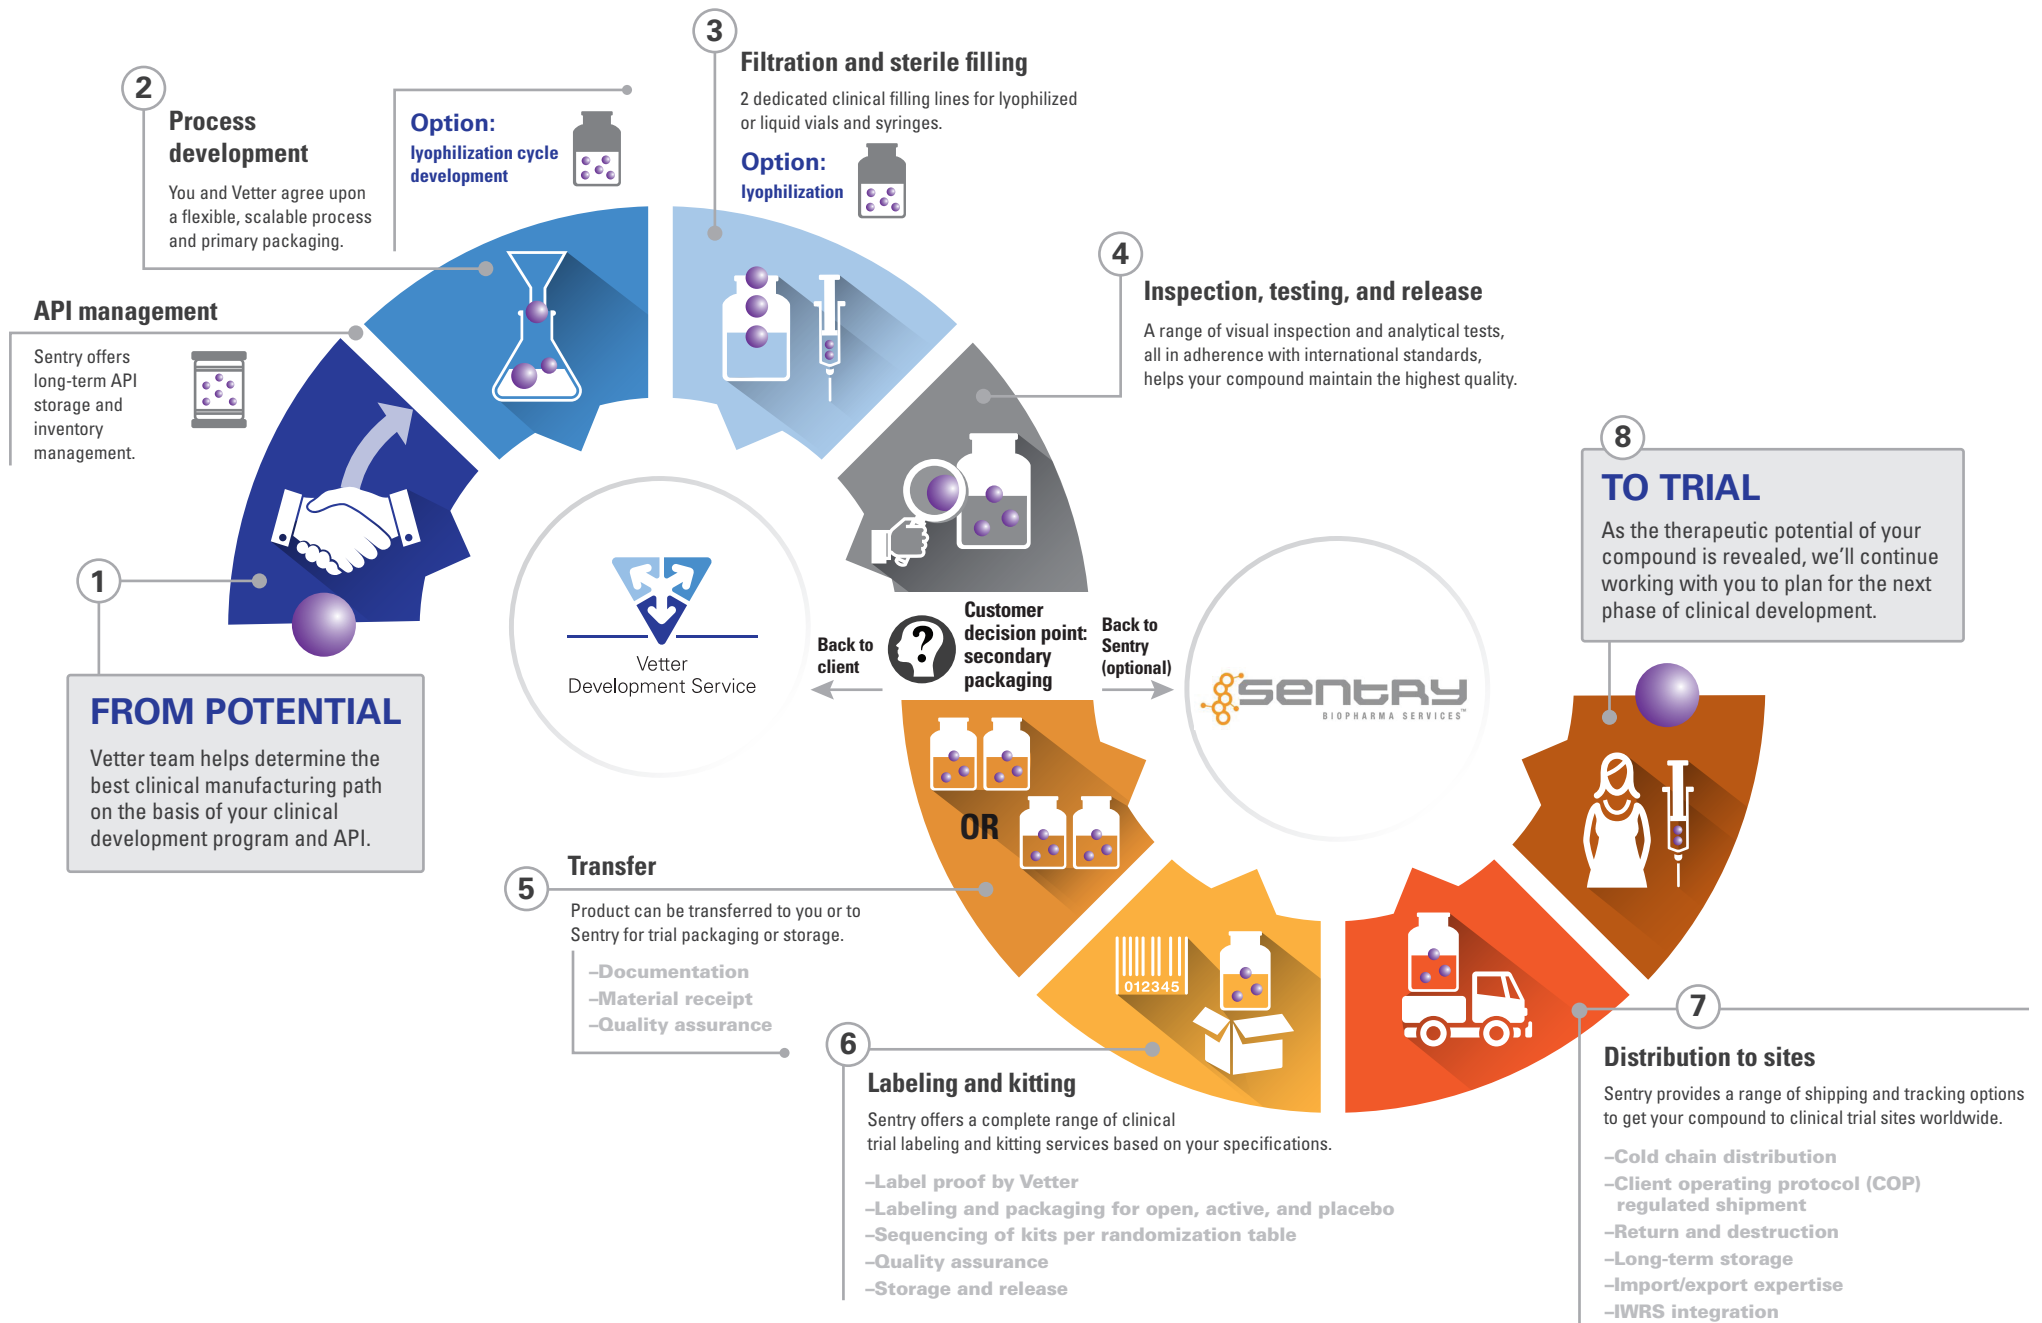 3
Filtration and sterile filling
2 dedicated clinical filling lines for lyophilized
or liquid vials and syringes.
Option:
lyophilization
2
Process
development
You and Vetter agree upon
a flexible, scalable process
and primary packaging.
Option:
lyophilization cycle
development
4
Inspection, testing, and release
A range of visual inspection and analytical tests,
all in adherence with international standards,
helps your compound maintain the highest quality.
API management
Sentry offers
long-term API
storage and
inventory
management.
1
FROM POTENTIAL
Vetter team helps determine the
best clinical manufacturing path
on the basis of your clinical
development program and API.
Vetter
Development Service
Back to
client
?
Customer
decision point:
secondary
packaging
Back to
Sentry
(optional)
SENTRY
BIOPHARMA SERVICES™
8
TO TRIAL
As the therapeutic potential of your
compound is revealed, we’ll continue
working with you to plan for the next
phase of clinical development.
OR
5
Transfer
Product can be transferred to you or to
Sentry for trial packaging or storage.
–Documentation
–Material receipt
–Quality assurance
012345
6
Labeling and kitting
Sentry offers a complete range of clinical
trial labeling and kitting services based on your specifications.
–Label proof by Vetter
–Labeling and packaging for open, active, and placebo
–Sequencing of kits per randomization table
–Quality assurance
–Storage and release
7
Distribution to sites
Sentry provides a range of shipping and tracking options
to get your compound to clinical trial sites worldwide.
–Cold chain distribution
–Client operating protocol (COP)
regulated shipment
–Return and destruction
–Long-term storage
–Import/export expertise
–IWRS integration